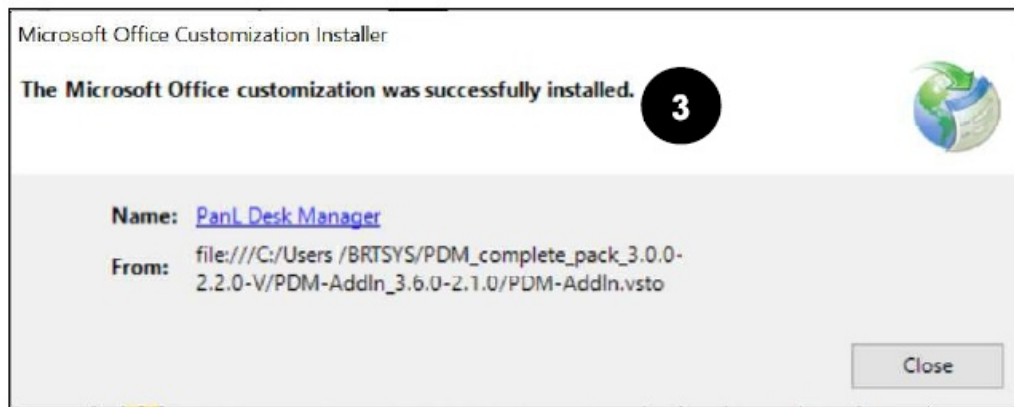 Microsoft Office Customization Installer
The Microsoft Office customization was successfully installed.
3
Name: PanL Desk Manager
From: file:///C:/Users /BRTSYS/PDM_complete_pack_3.0.0-
2.2.0-V/PDM-AddIn_3.6.0-2.1.0/PDM-AddIn.vsto
Close